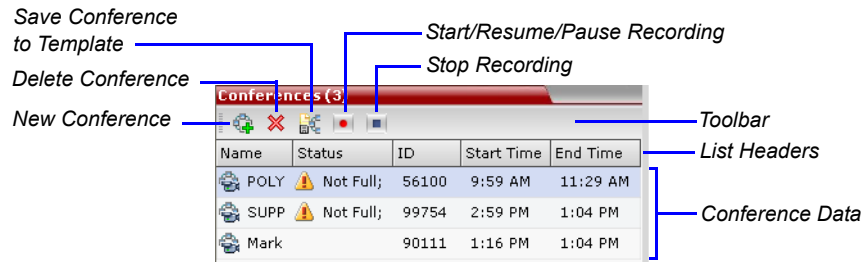 Save Conference
to Template
Start/Resume/Pause Recording
Delete Conference
Stop Recording
Conferences (3)
New Conference
Toolbar
Name Status ID Start Time End Time
List Headers
POLY Not Full; 56100 9:59 AM 11:29 AM
SUPP Not Full; 99754 2:59 PM 1:04 PM
Conference Data
Mark 90111 1:16 PM 1:04 PM